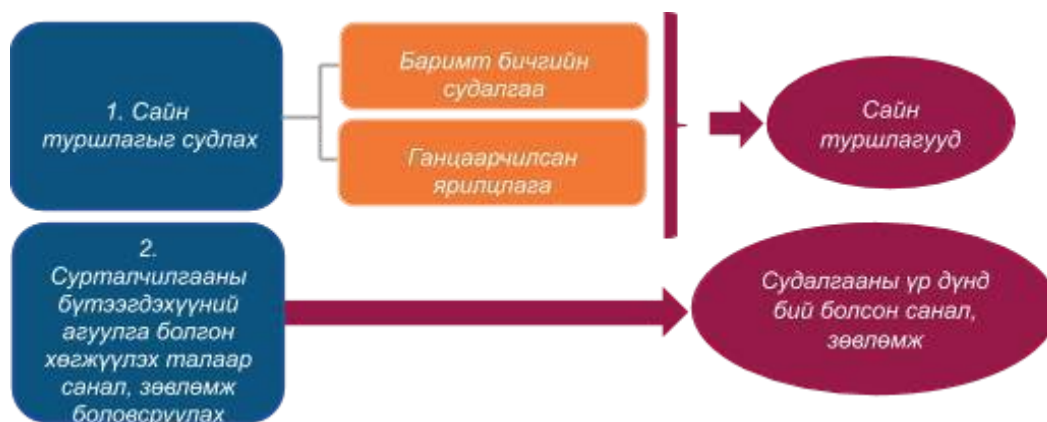 1. Сайн
туршлагыг судлах
Баримт бичгийн
судалгаа
Ганцаарчилсан
ярилцлага
Сайн
туршлагууд
2.
Сурталчилгааны
бүтээгдэхүүний
агуулга болгон
хөгжүүлэх талаар
санал, зөвлөмж
боловсруулах
Судалгааны үр дүнд
бий болсон санал,
зөвлөмж